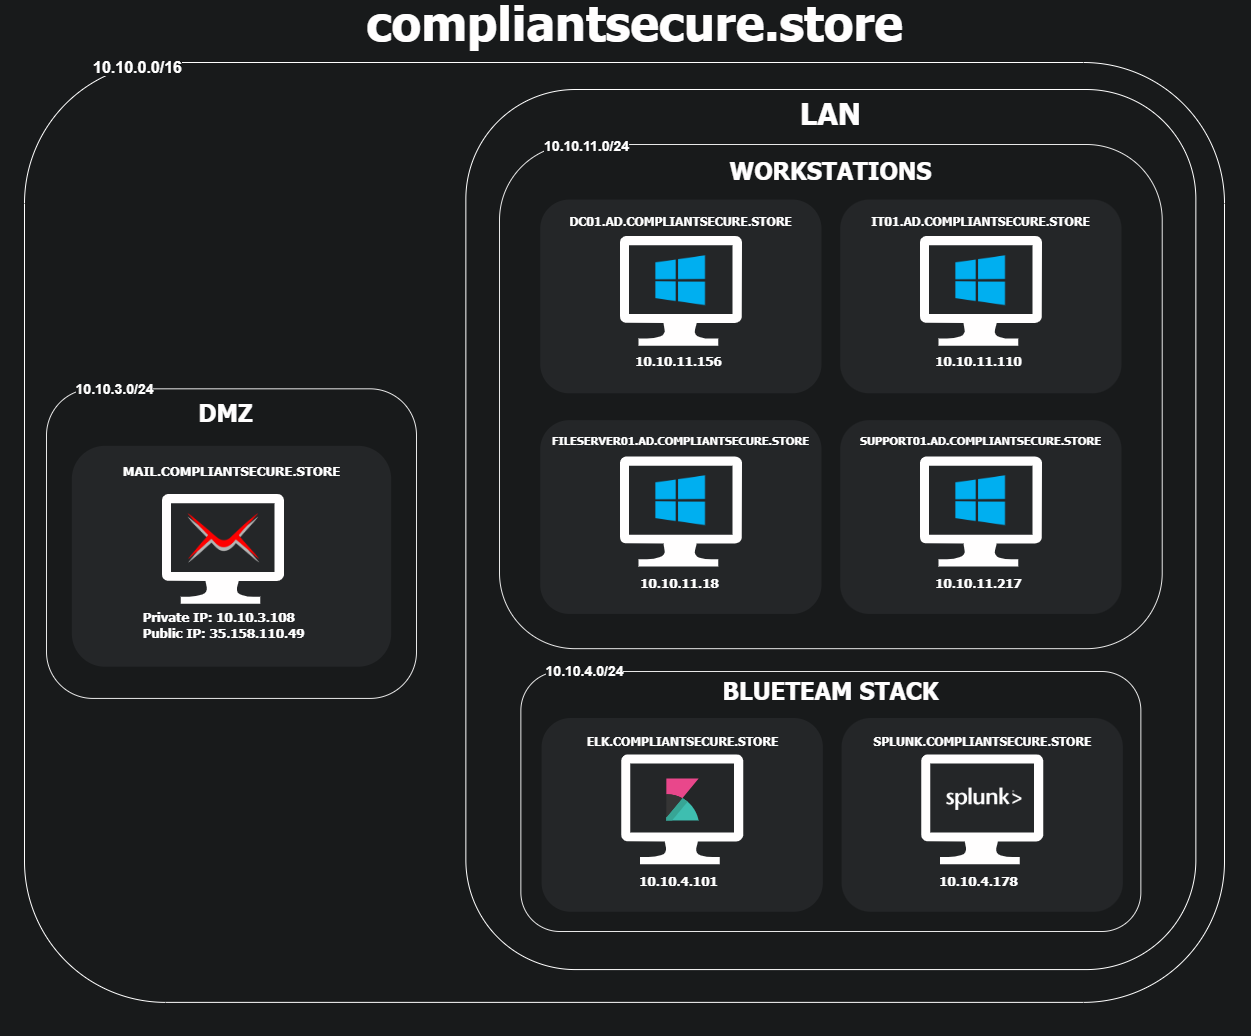 compliantsecure.store
10.10.0.0/16
LAN
10.10.11.0/24
WORKSTATIONS
DC01.AD.COMPLIANTSECURE.STORE
10.10.11.156
IT01.AD.COMPLIANTSECURE.STORE
10.10.11.110
FILESERVER01.AD.COMPLIANTSECURE.STORE
10.10.11.18
SUPPORT01.AD.COMPLIANTSECURE.STORE
10.10.11.217
10.10.3.0/24
DMZ
MAIL.COMPLIANTSECURE.STORE
Private IP: 10.10.3.108
Public IP: 35.158.110.49
10.10.4.0/24
BLUETEAM STACK
ELK.COMPLIANTSECURE.STORE
10.10.4.101
SPLUNK.COMPLIANTSECURE.STORE
splunk>
10.10.4.178